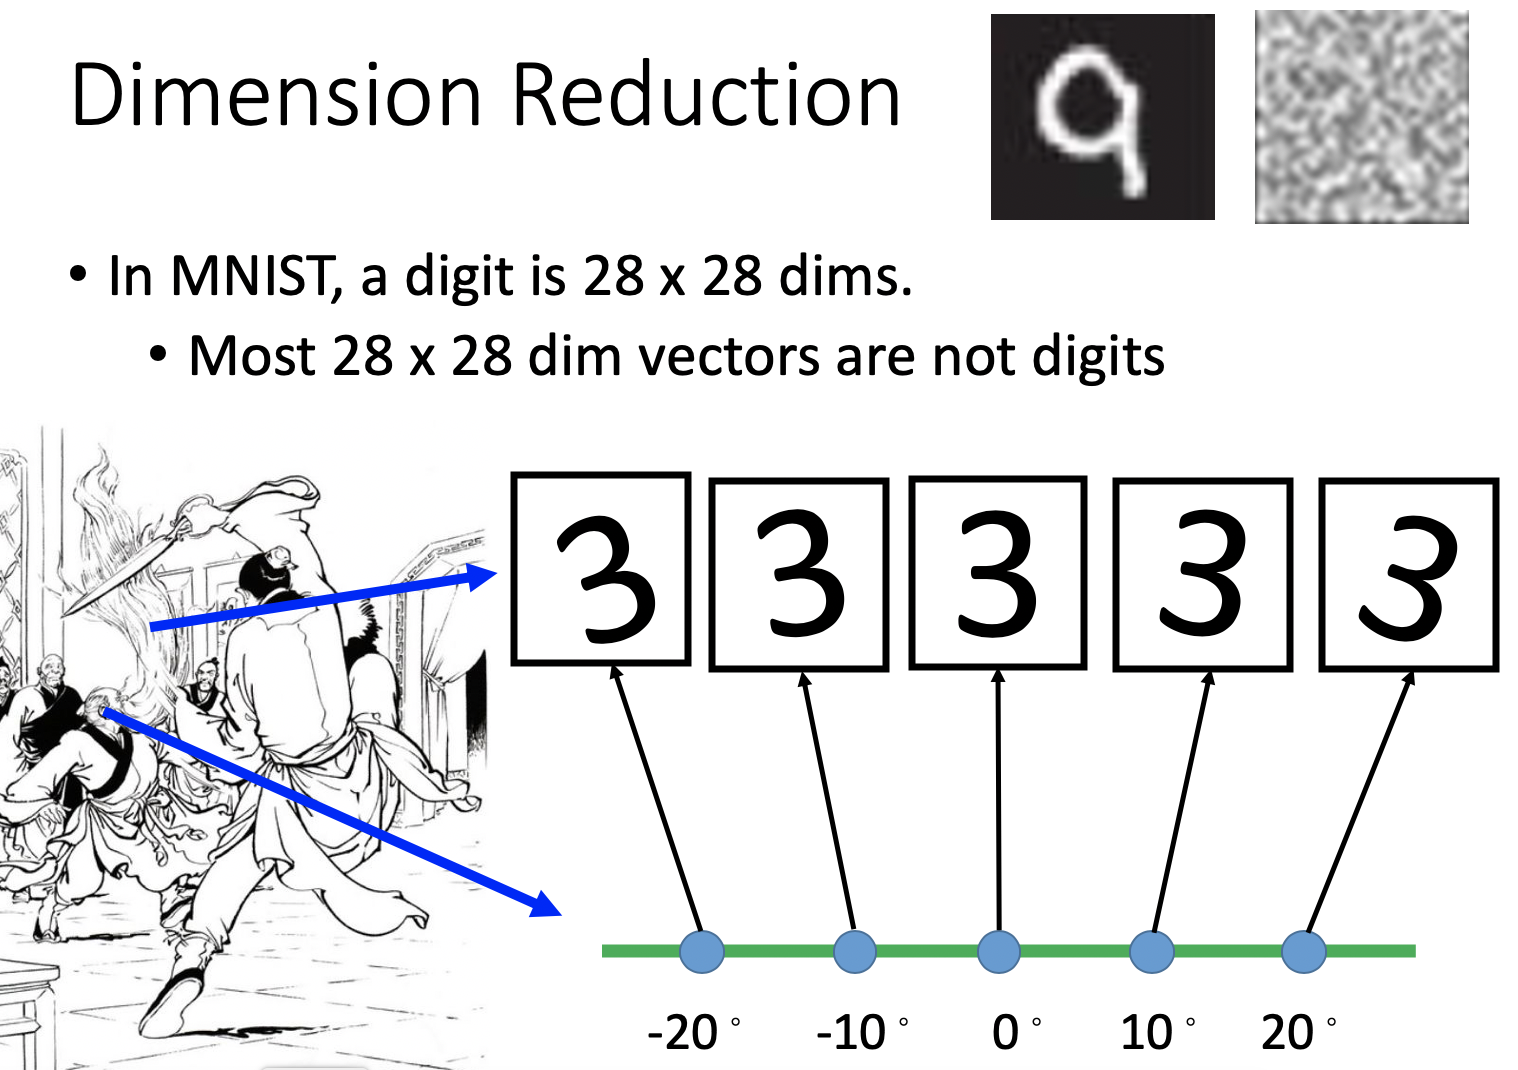 Dimension Reduction
9
• In MNIST, a digit is 28 x 28 dims.
• Most 28 x 28 dim vectors are not digits
3 3 3 3 3
-20 ° -10 ° 0 ° 10 ° 20 °